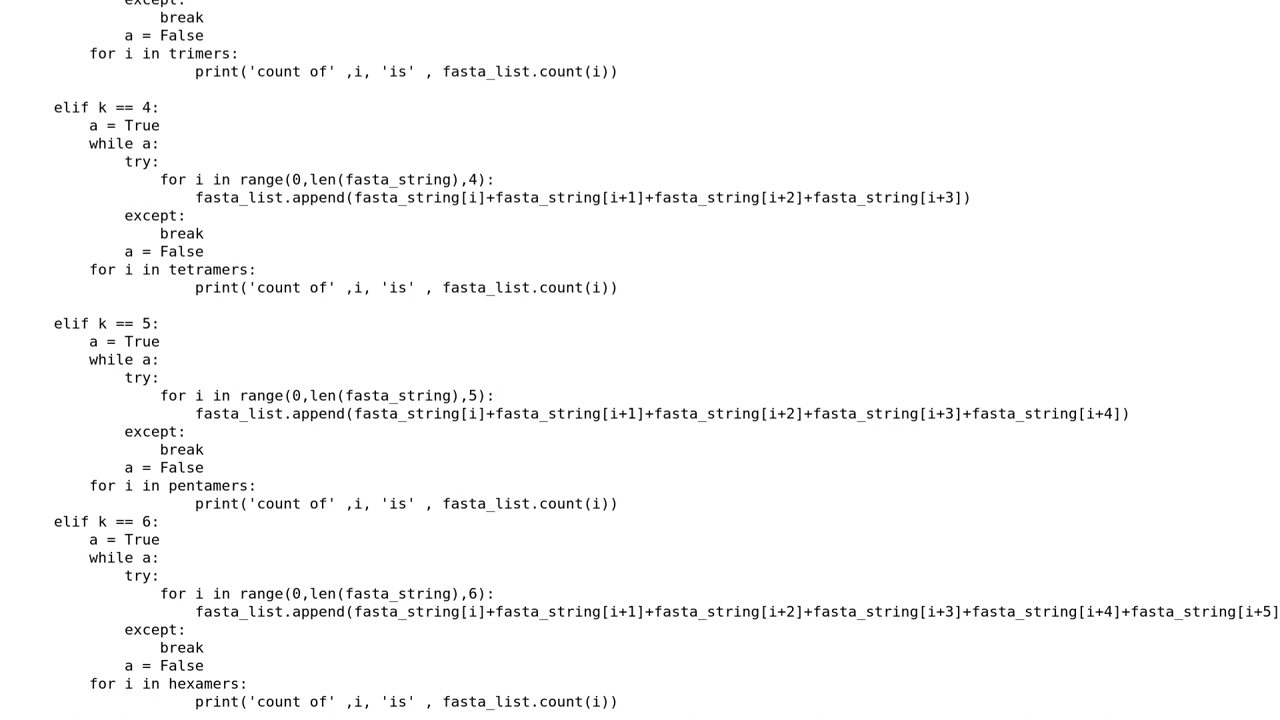 except:
break
a = False
for i in trimers:
print('count of' ,i, 'is' , fasta_list.count(i))
elif k == 4:
a = True
while a:
try:
for i in range(0,len(fasta_string),4):
fasta_list.append(fasta_string[i]+fasta_string[i+1]+fasta_string[i+2]+fasta_string[i+3])
except:
break
a = False
for i in tetramers:
print('count of' ,i, 'is' , fasta_list.count(i))
elif k == 5:
a = True
while a:
try:
for i in range(0,len(fasta_string),5):
fasta_list.append(fasta_string[i]+fasta_string[i+1]+fasta_string[i+2]+fasta_string[i+3]+fasta_string[i+4])
except:
break
a = False
for i in pentamers:
print('count of' ,i, 'is' , fasta_list.count(i))
elif k == 6:
a = True
while a:
try:
for i in range(0,len(fasta_string),6):
fasta_list.append(fasta_string[i]+fasta_string[i+1]+fasta_string[i+2]+fasta_string[i+3]+fasta_string[i+4]+fasta_string[i+5]
except:
break
a = False
for i in hexamers:
print('count of' ,i, 'is' , fasta_list.count(i))